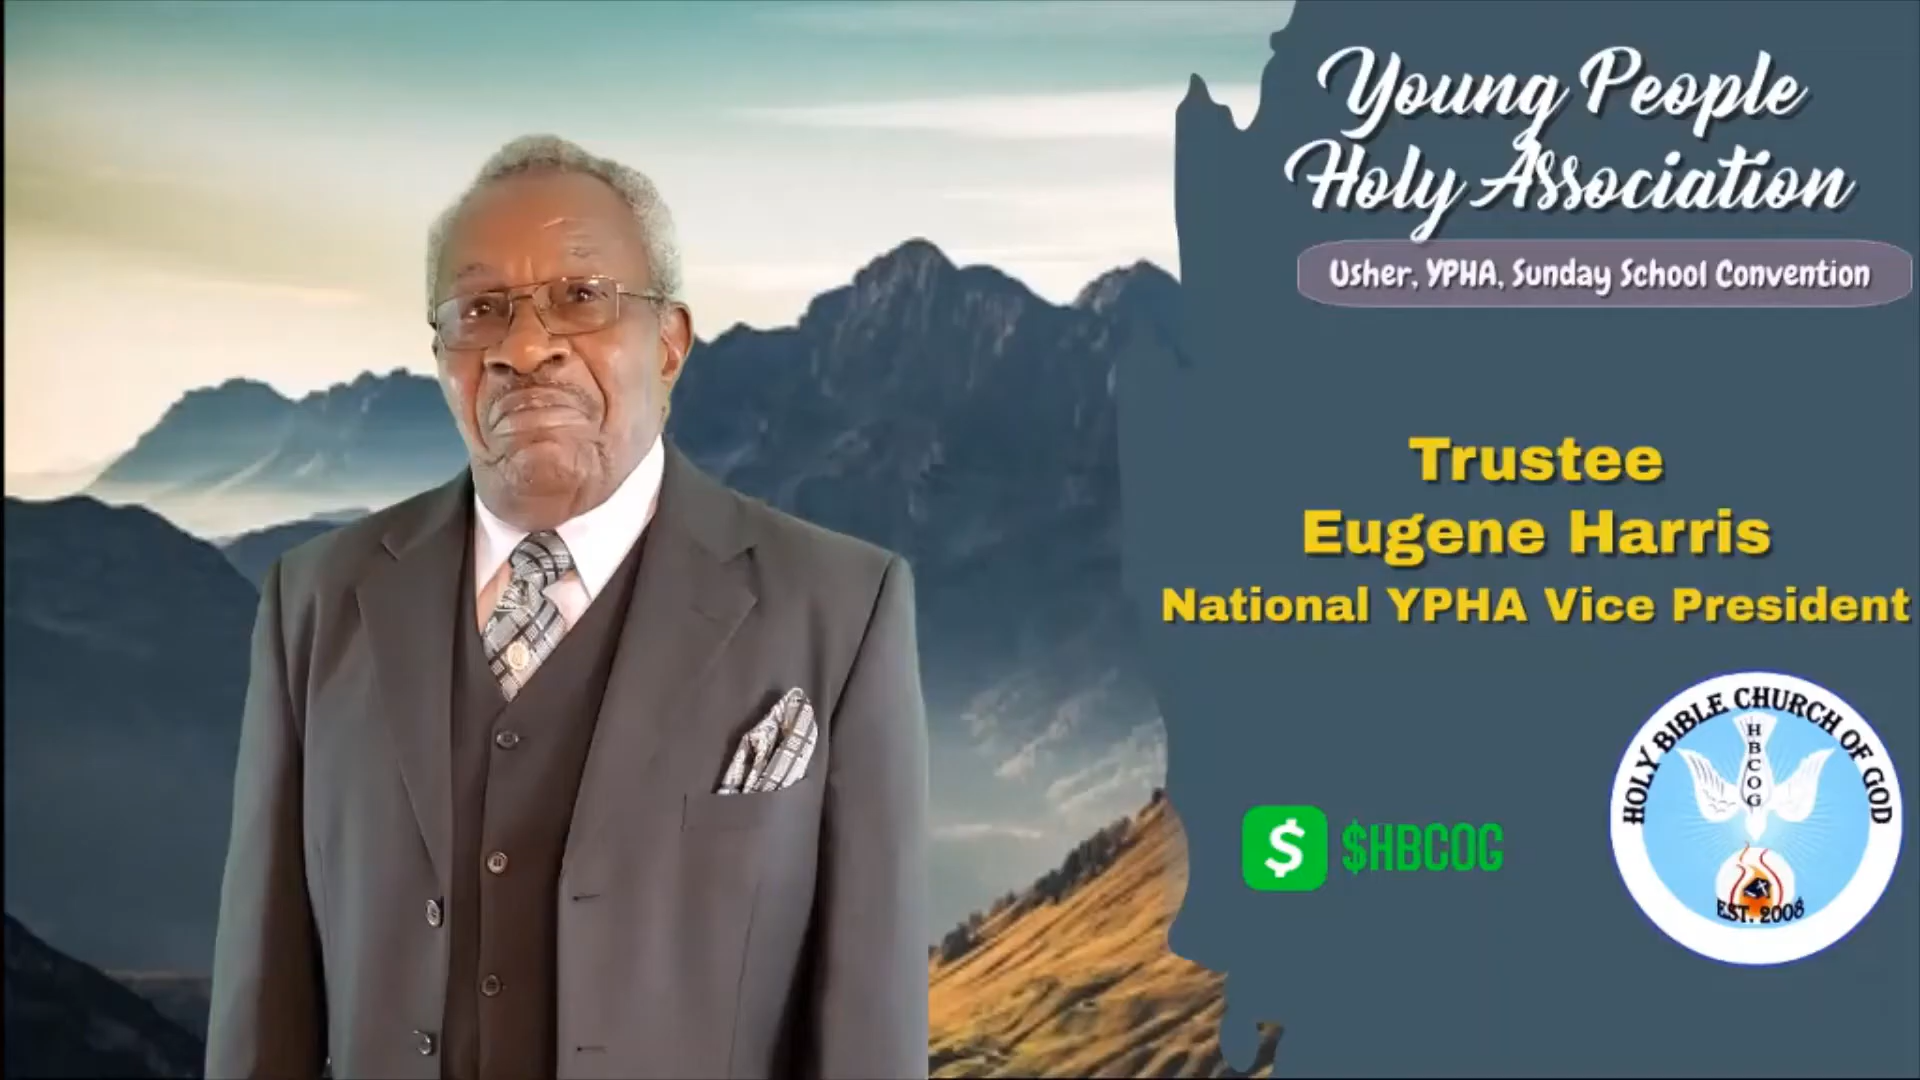 Young People
Holy Association
Usher, YPHA, Sunday School Convention
Trustee
Eugene Harris
National YPHA Vice President
$ $HBCOG
HOLY BIBLE CHURCH OF GOD
HBCOG
EST. 2008